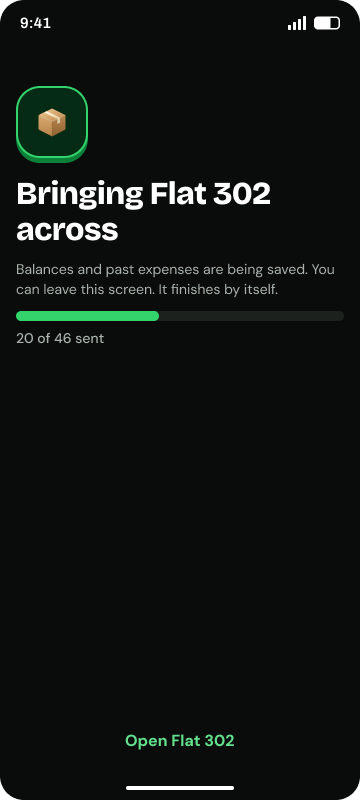 9:41
Bringing Flat 302
across
Balances and past expenses are being saved. You
can leave this screen. It finishes by itself.
20 of 46 sent
Open Flat 302